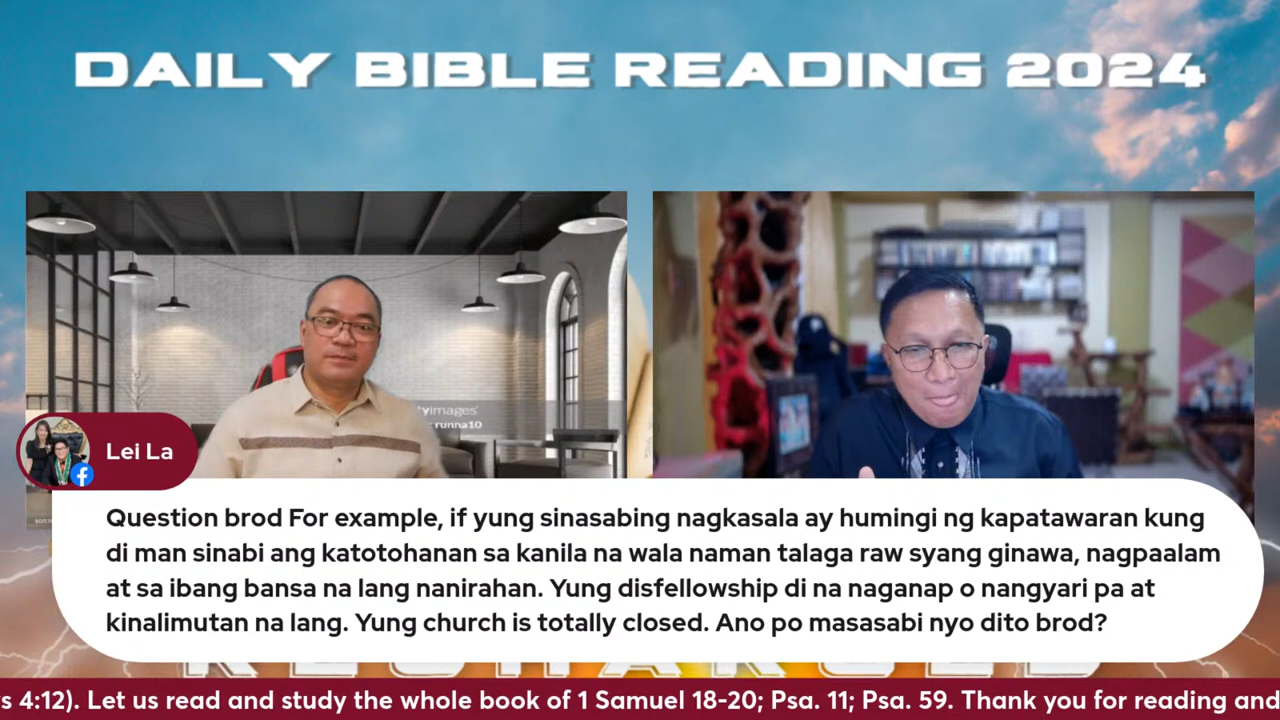 DAILY BIBLE READING 2024
tyimages
runna10
Lei La
Question brod For example, if yung sinasabing nagkasala ay humingi ng kapatawaran kung
di man sinabi ang katotohanan sa kanila na wala naman talaga raw syang ginawa, nagpaalam
at sa ibang bansa na lang nanirahan. Yung disfellowship di na naganap o nangyari pa at
kinalimutan na lang. Yung church is totally closed. Ano po masasabi nyo dito brod?
s 4:12). Let us read and study the whole book of 1 Samuel 18-20; Psa. 11; Psa. 59. Thank you for reading and